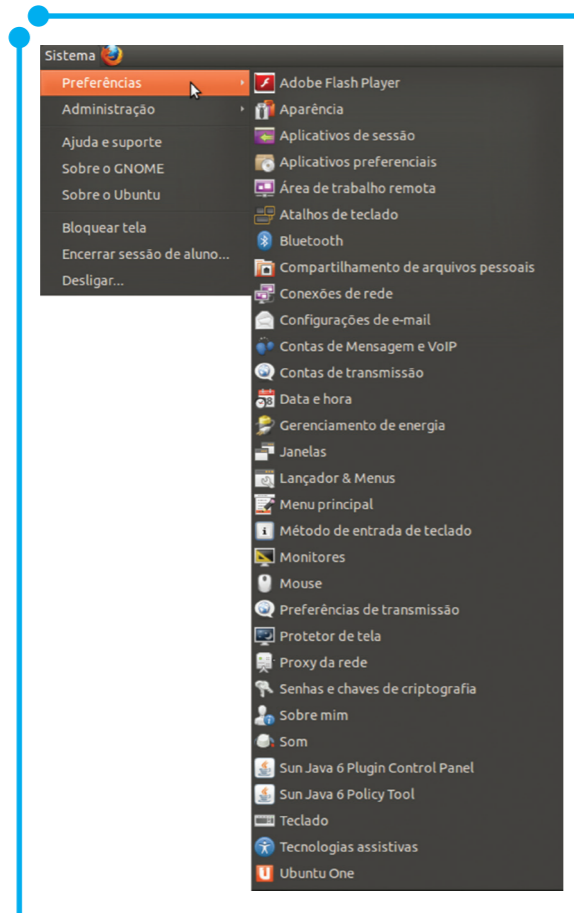 Sistema
Preferências
Administração
Ajuda e suporte
Sobre o GNOME
Sobre o Ubuntu
Bloquear tela
Encerrar sessão de aluno...
Desligar...
Adobe Flash Player
Aparência
Aplicativos de sessão
Aplicativos preferenciais
Área de trabalho remota
Atalhos de teclado
Bluetooth
Compartilhamento de arquivos pessoais
Conexões de rede
Configurações de e-mail
Contas de Mensagem e VoIP
Contas de transmissão
Data e hora
Gerenciamento de energia
Janelas
Lançador & Menus
Menu principal
Método de entrada de teclado
Monitores
Mouse
Preferências de transmissão
Protetor de tela
Proxy da rede
Senhas e chaves de criptografia
Sobre mim
Som
Sun Java 6 Plugin Control Panel
Sun Java 6 Policy Tool
Teclado
Tecnologias assistivas
Ubuntu One